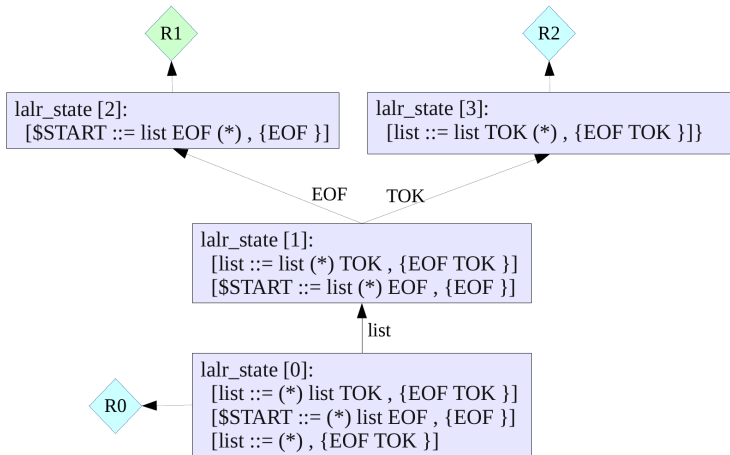 R1
R2
lalr_state [2]:
[$START ::= list EOF (*) , {EOF }]
lalr_state [3]:
[list ::= list TOK (*) , {EOF TOK }]}
EOF
TOK
lalr_state [1]:
[list ::= list (*) TOK , {EOF TOK }]
[$START ::= list (*) EOF , {EOF }]
list
lalr_state [0]:
[list ::= (*) list TOK , {EOF TOK }]
[$START ::= (*) list EOF , {EOF }]
[list ::= (*) , {EOF TOK }]
R0